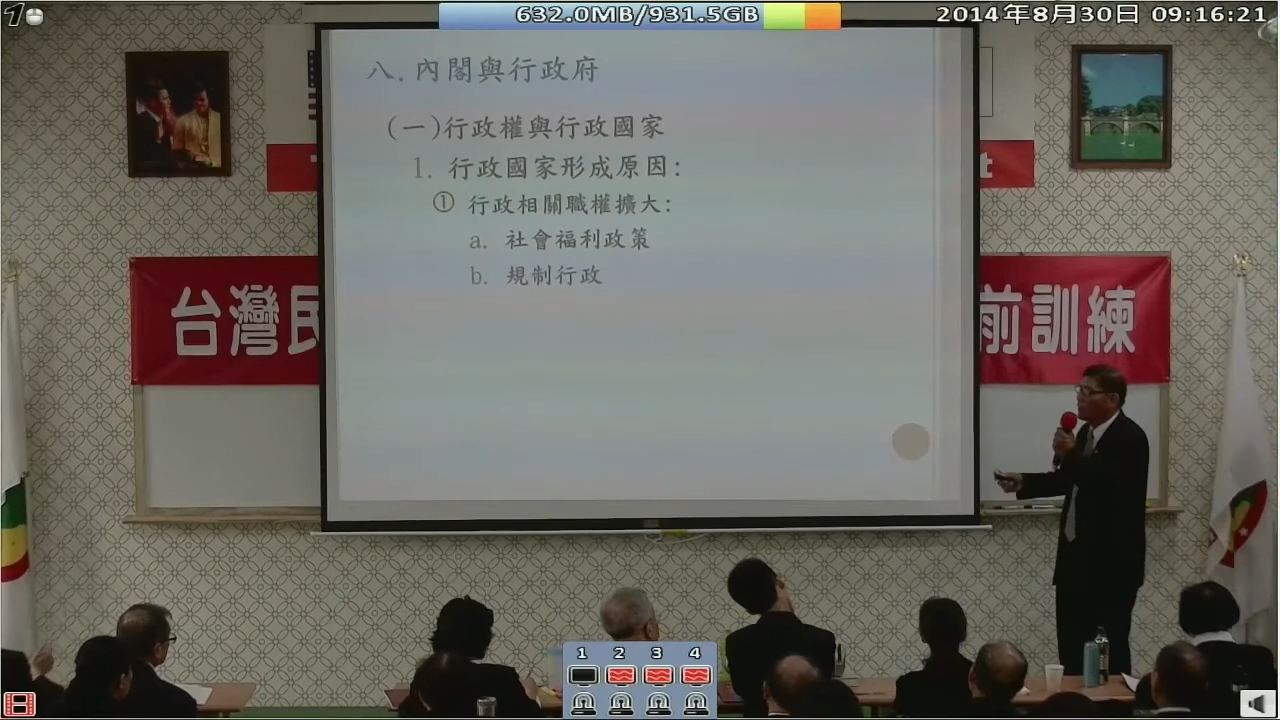 632.0MB/931.5GB
2014年8月30日 09:16:21
八. 內閣與行政府
(一)行政權與行政國家
1. 行政國家形成原因:
① 行政相關職權擴大:
a. 社會福利政策
b. 規制行政
t
台灣民
前訓練
1 2 3 4